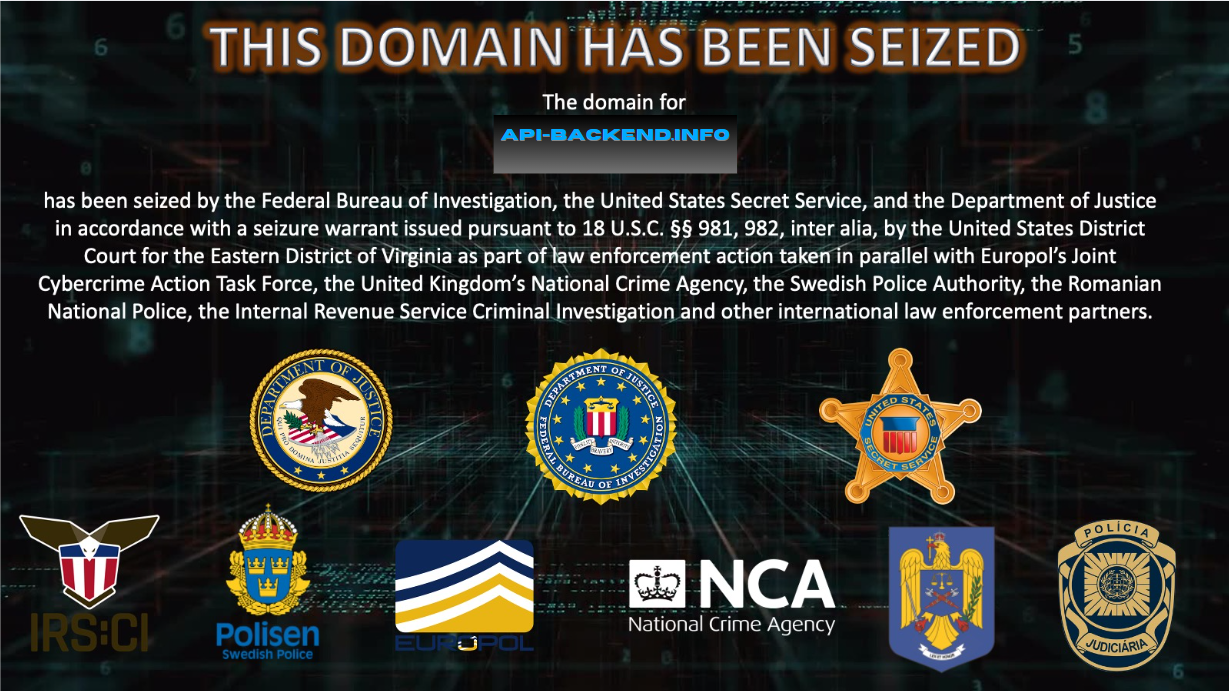 THIS DOMAIN HAS BEEN SEIZED
The domain for
API-BACKEND.INFO
has been seized by the Federal Bureau of Investigation, the United States Secret Service, and the Department of Justice
in accordance with a seizure warrant issued pursuant to 18 U.S.C. §§ 981, 982, inter alia, by the United States District
Court for the Eastern District of Virginia as part of law enforcement action taken in parallel with Europol’s Joint
Cybercrime Action Task Force, the United Kingdom’s National Crime Agency, the Swedish Police Authority, the Romanian
National Police, the Internal Revenue Service Criminal Investigation and other international law enforcement partners.
DEPARTMENT OF JUSTICE
QUI PRO DOMINA JUSTITIA SEQUITUR
DEPARTMENT OF JUSTICE
FEDERAL BUREAU OF INVESTIGATION
FIDELITY BRAVERY INTEGRITY
UNITED STATES
SECRET SERVICE
IRS:CI
Polisen
Swedish Police
EUROPOL
NCA
National Crime Agency
LEX ET HONOR
POLÍCIA
JUDICIÁRIA